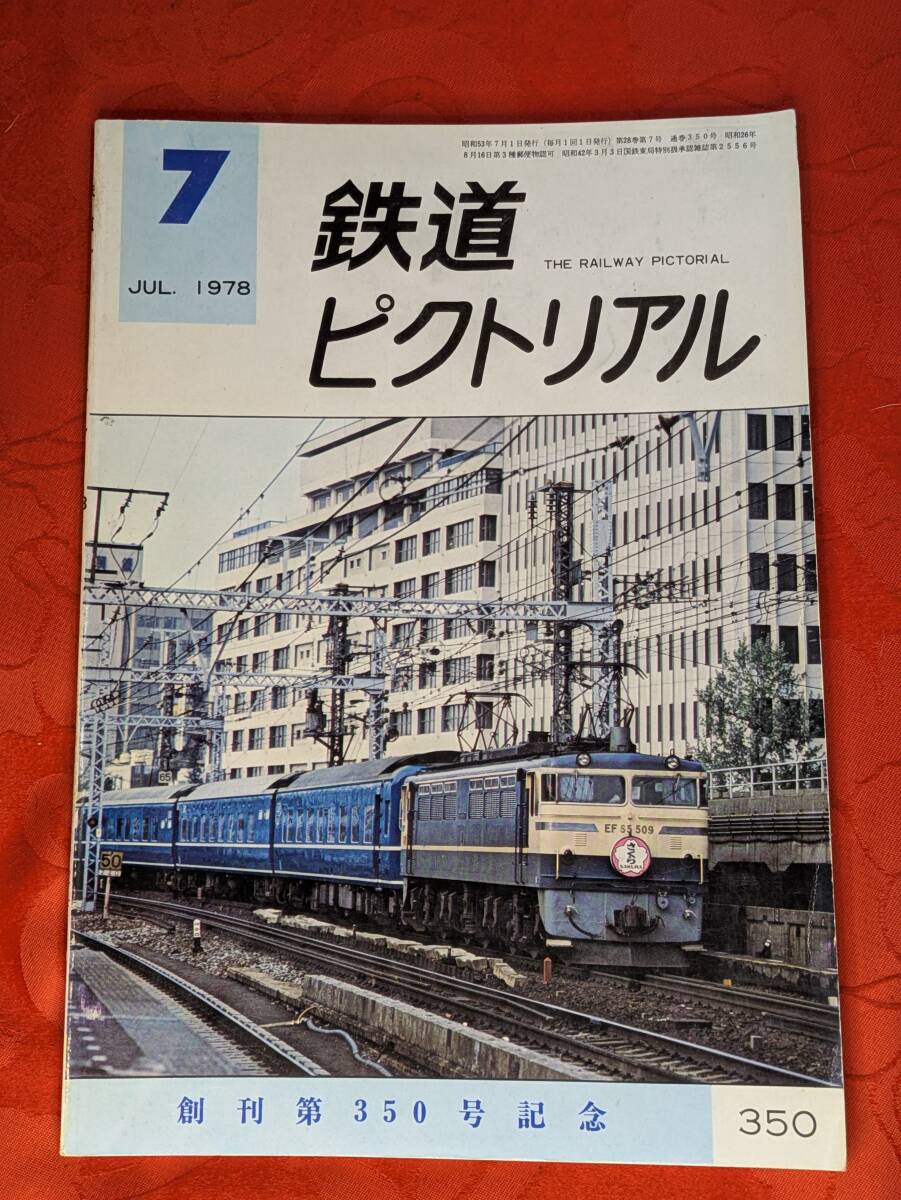 昭和53年7月1日発行(毎月1回1日発行)第28巻第7号 通巻350号 昭和26年
8月16日第3種郵便物認可 昭和42年3月3日国鉄東局特別扱承認雑誌第2556号
7
JUL. 1978
鉄道
THE RAILWAY PICTORIAL
ピクトリアル
65
50
EF 65 509
さくら
SAKURA
創刊第350号記念
350